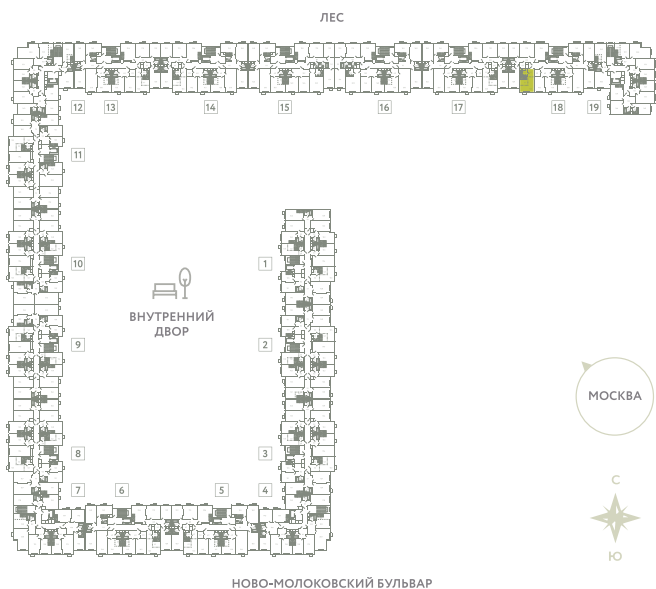 ЛЕС
12 13 14 15 16 17 18 19
11
10 1
ВНУТРЕННИЙ
ДВОР
9 2
МОСКВА
8 3
7 6 5 4
С
Ю
НОВО-МОЛОКОВСКИЙ БУЛЬВАР